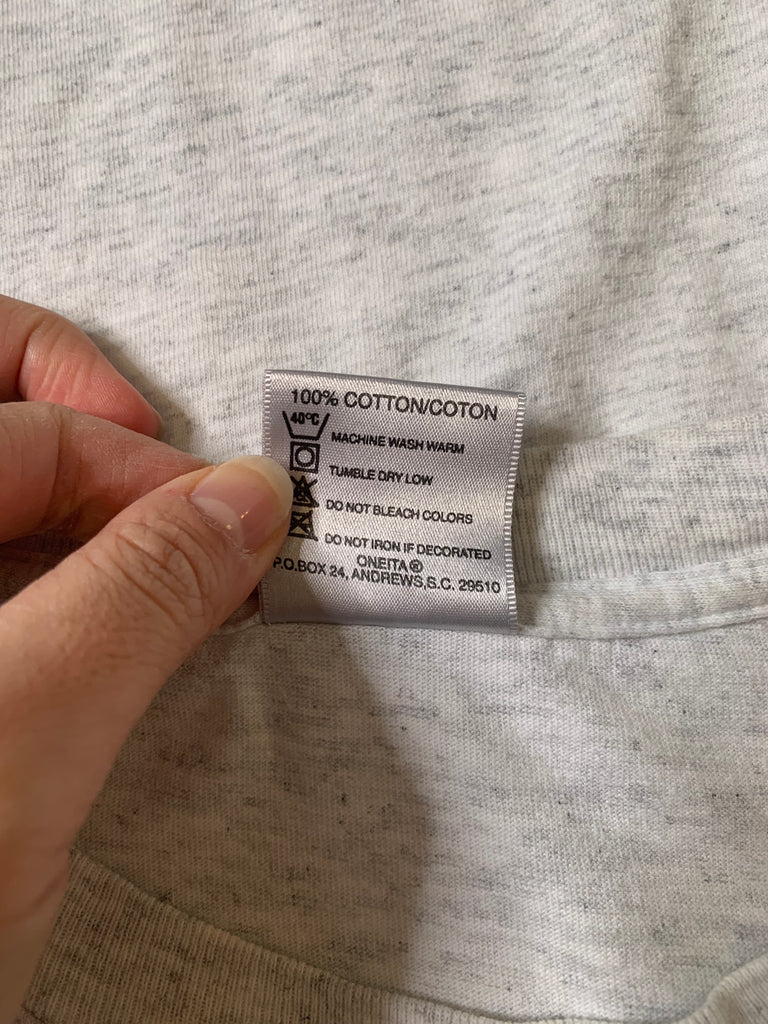 100% COTTON/COTON
40°C
MACHINE WASH WARM
TUMBLE DRY LOW
DO NOT BLEACH COLORS
DO NOT IRON IF DECORATED
ONEITA®
P.O.BOX 24, ANDREWS,S.C. 29510